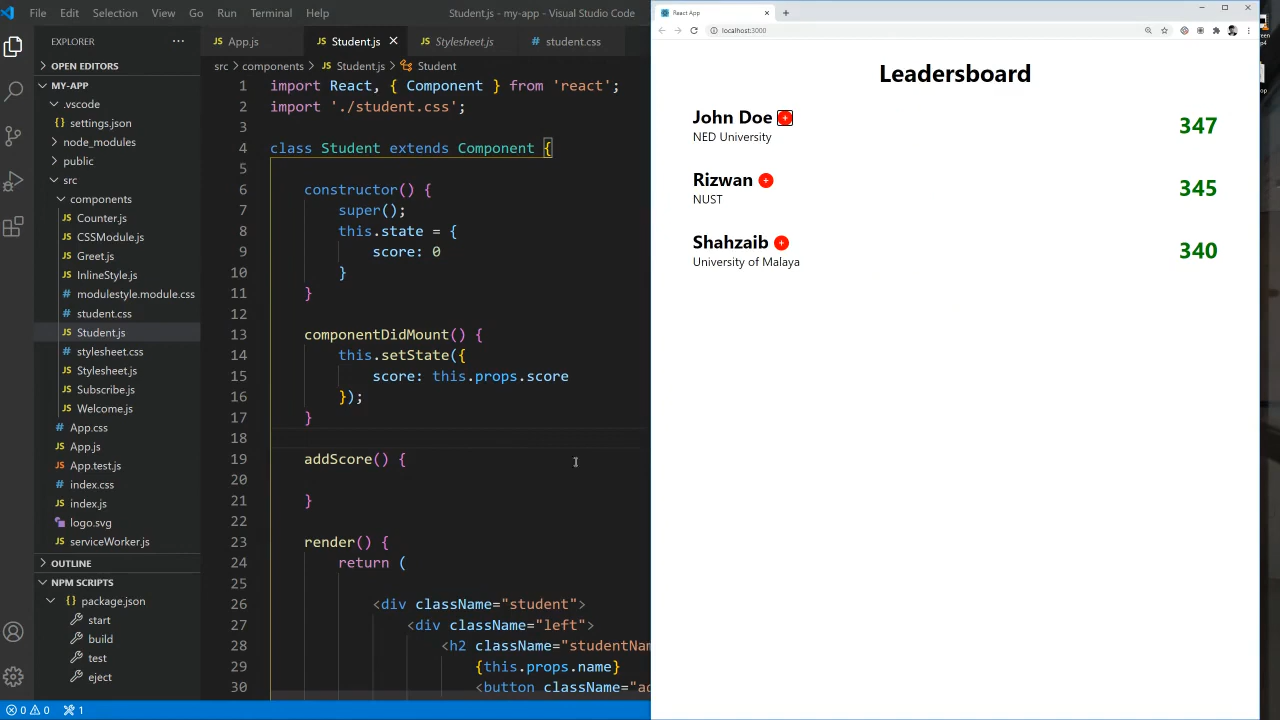 File Edit Selection View Go Run Terminal Help Student.js - my-app - Visual Studio Code
EXPLORER
OPEN EDITORS
MY-APP
.vscode
settings.json
node_modules
public
src
components
Counter.js
CSSModule.js
Greet.js
InlineStyle.js
modulestyle.module.css
student.css
Student.js
stylesheet.css
Stylesheet.js
Subscribe.js
Welcome.js
App.css
App.js
App.test.js
index.css
index.js
logo.svg
serviceWorker.js
OUTLINE
NPM SCRIPTS
package.json
start
build
test
eject
0 0 1
App.js Student.js Stylesheet.js student.css
src > components > Student.js > Student
1 import React, { Component } from 'react';
2 import './student.css';
3
4 class Student extends Component {
5
6 constructor() {
7 super();
8 this.state = {
9 score: 0
10 }
11 }
12
13 componentDidMount() {
14 this.setState({
15 score: this.props.score
16 });
17 }
18
19 addScore() {
20
21 }
22
23 render() {
24 return (
25
26 <div className="student">
27 <div className="left">
28 <h2 className="studentNam
29 {this.props.name}
30 <button className="ad
React App
localhost:3000
Leadersboard
John Doe +
NED University
347
Rizwan +
NUST
345
Shahzaib +
University of Malaya
340